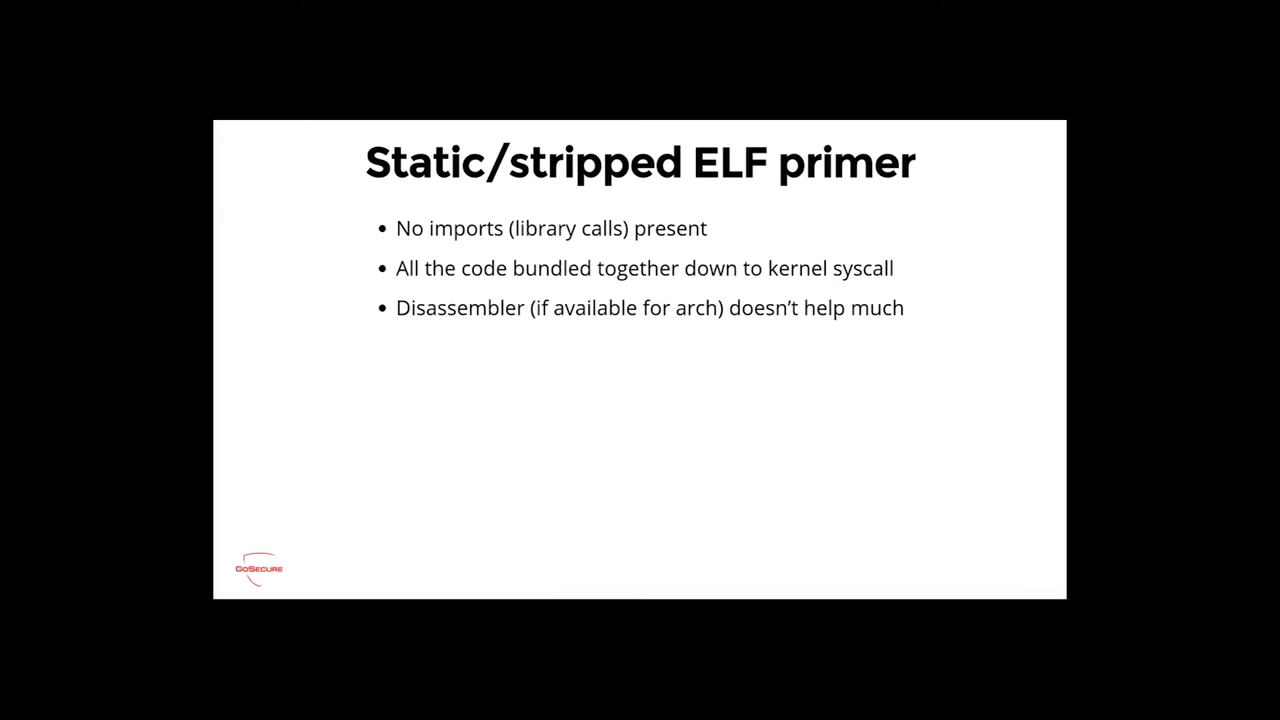 Static/stripped ELF primer
• No imports (library calls) present
• All the code bundled together down to kernel syscall
• Disassembler (if available for arch) doesn’t help much
GoSecure